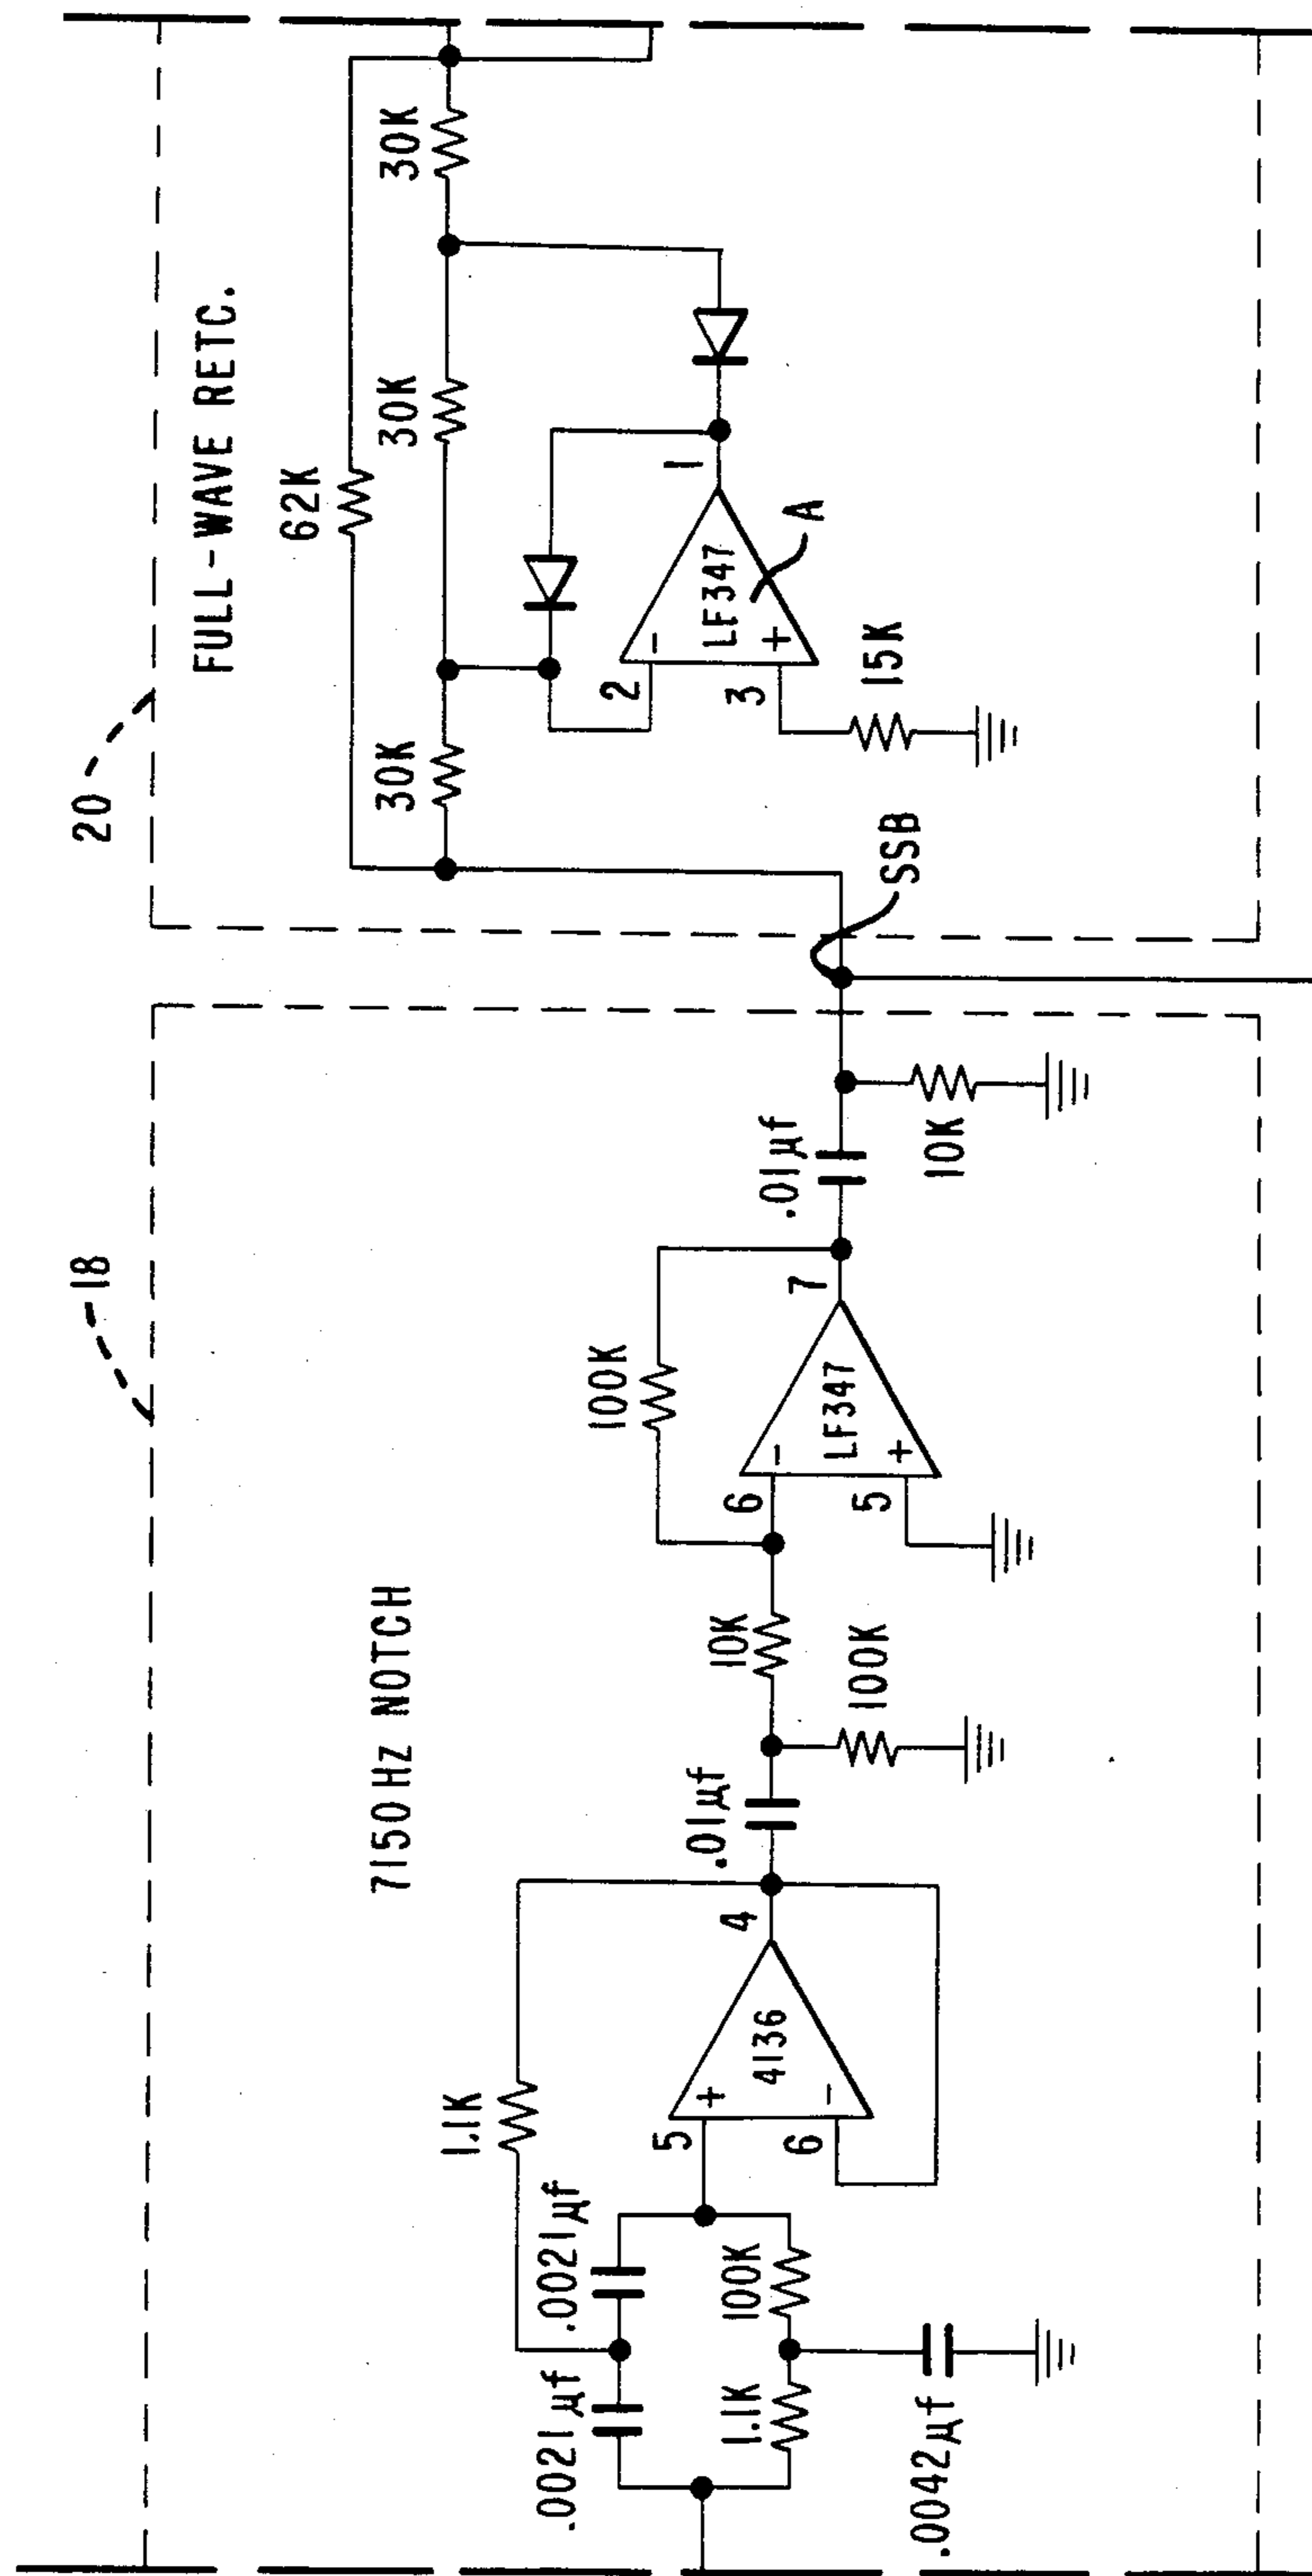 18
7150 HZ NOTCH
.0021µf
.0021µf
1.1K
1.1K
100K
.0042µf
5
6
4136
+
-
4
.01µf
10K
100K
100K
6
5
LF347
-
+
7
.01µf
10K
SSB
20
FULL-WAVE RETC.
62K
30K
30K
30K
2
3
LF347
-
+
1
A
15K